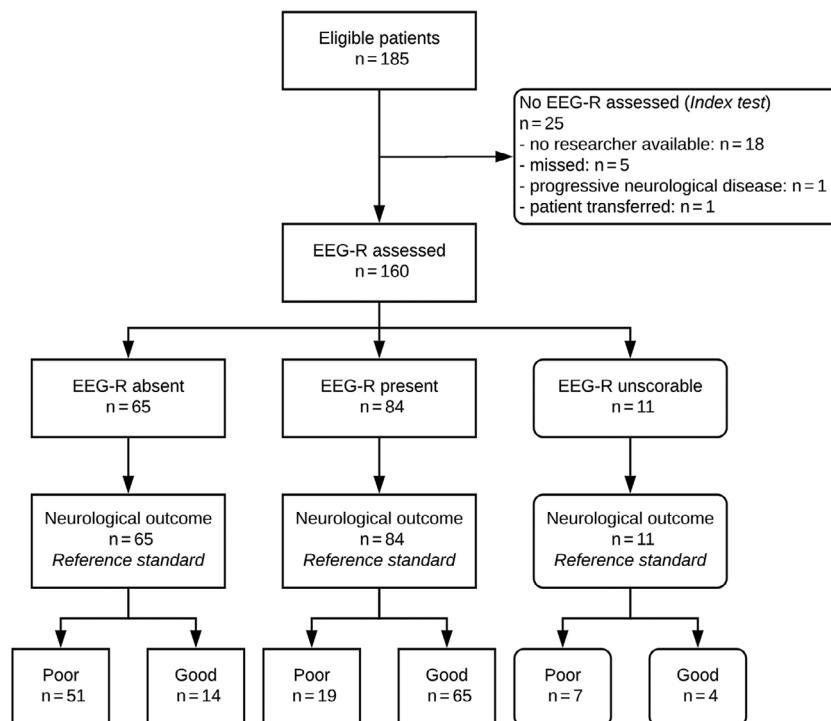 Eligible patients
n = 185
No EEG-R assessed (Index test)
n = 25
- no researcher available: n = 18
- missed: n = 5
- progressive neurological disease: n = 1
- patient transferred: n = 1
EEG-R assessed
n = 160
EEG-R absent
n = 65
EEG-R present
n = 84
EEG-R unscorable
n = 11
Neurological outcome
n = 65
Reference standard
Neurological outcome
n = 84
Reference standard
Neurological outcome
n = 11
Reference standard
Poor
n = 51
Good
n = 14
Poor
n = 19
Good
n = 65
Poor
n = 7
Good
n = 4